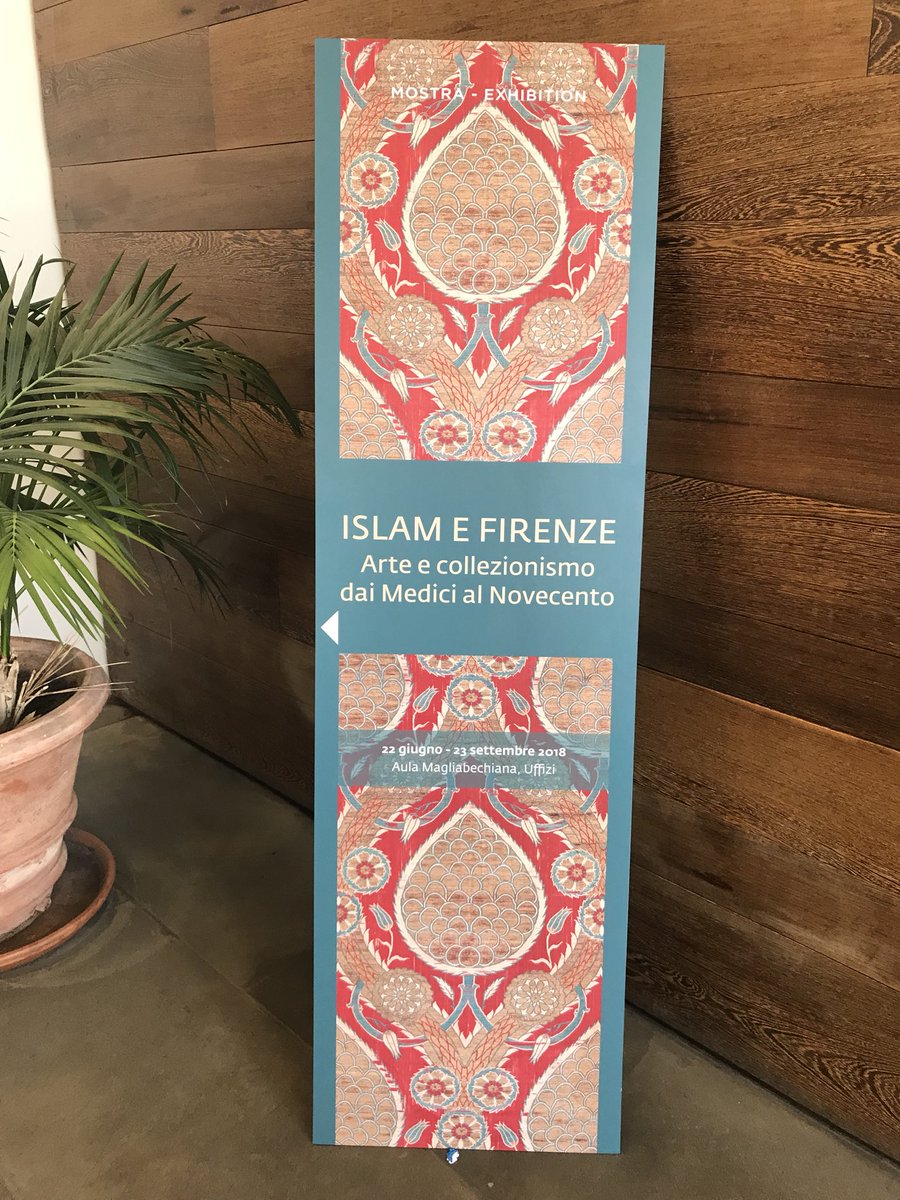 MOSTRA - EXHIBITION
ISLAM E FIRENZE
Arte e collezionismo
dai Medici al Novecento
22 giugno - 23 settembre 2018
Aula Magliabechiana, Uffizi